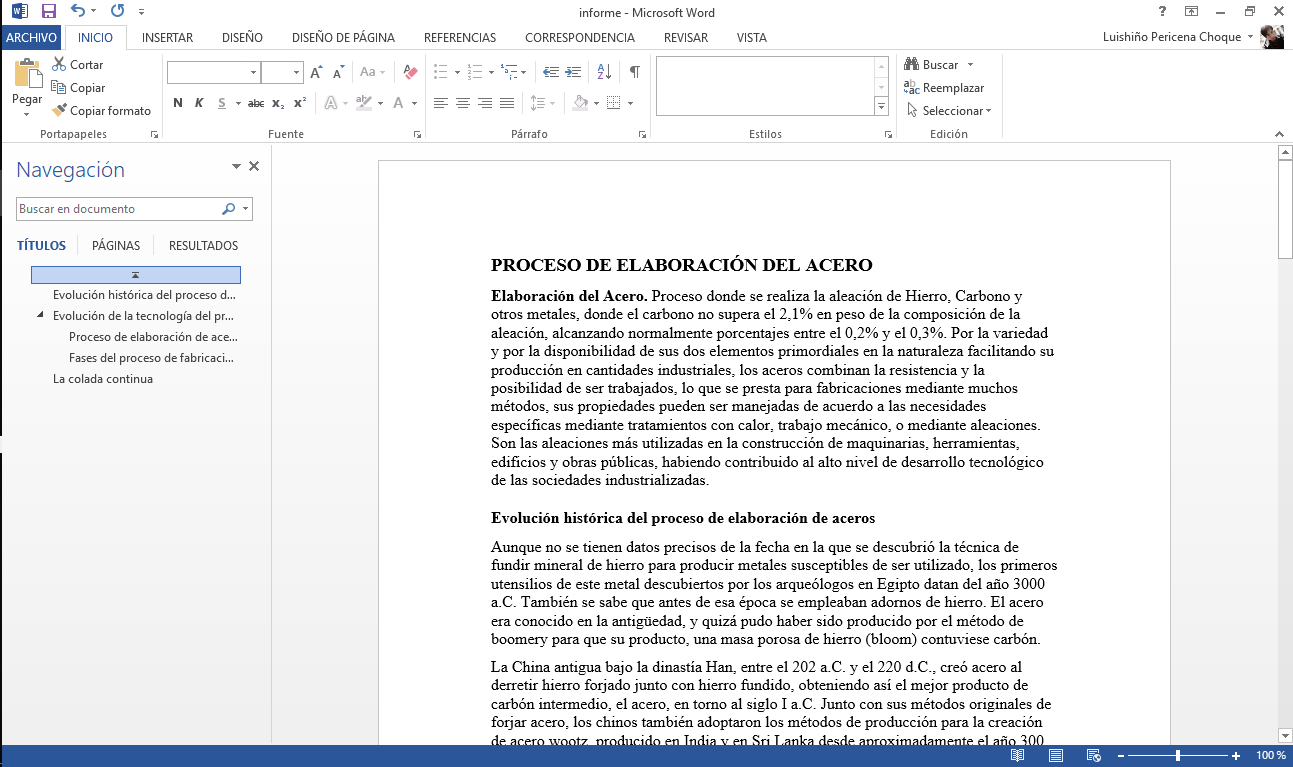 informe - Microsoft Word
ARCHIVO INICIO INSERTAR DISEÑO DISEÑO DE PÁGINA REFERENCIAS CORRESPONDENCIA REVISAR VISTA Luishiño Pericena Choque
Pegar
Cortar
Copiar
Copiar formato
Portapapeles
A A Aa
N K S abc x₂ x² A ab A
Fuente
Párrafo
Estilos
Buscar
Reemplazar
Seleccionar
Edición
Navegación
Buscar en documento
TÍTULOS PÁGINAS RESULTADOS
Evolución histórica del proceso d...
Evolución de la tecnología del pr...
Proceso de elaboración de ace...
Fases del proceso de fabricaci...
La colada continua
PROCESO DE ELABORACIÓN DEL ACERO
Elaboración del Acero. Proceso donde se realiza la aleación de Hierro, Carbono y
otros metales, donde el carbono no supera el 2,1% en peso de la composición de la
aleación, alcanzando normalmente porcentajes entre el 0,2% y el 0,3%. Por la variedad
y por la disponibilidad de sus dos elementos primordiales en la naturaleza facilitando su
producción en cantidades industriales, los aceros combinan la resistencia y la
posibilidad de ser trabajados, lo que se presta para fabricaciones mediante muchos
métodos, sus propiedades pueden ser manejadas de acuerdo a las necesidades
específicas mediante tratamientos con calor, trabajo mecánico, o mediante aleaciones.
Son las aleaciones más utilizadas en la construcción de maquinarias, herramientas,
edificios y obras públicas, habiendo contribuido al alto nivel de desarrollo tecnológico
de las sociedades industrializadas.
Evolución histórica del proceso de elaboración de aceros
Aunque no se tienen datos precisos de la fecha en la que se descubrió la técnica de
fundir mineral de hierro para producir metales susceptibles de ser utilizado, los primeros
utensilios de este metal descubiertos por los arqueólogos en Egipto datan del año 3000
a.C. También se sabe que antes de esa época se empleaban adornos de hierro. El acero
era conocido en la antigüedad, y quizá pudo haber sido producido por el método de
boomery para que su producto, una masa porosa de hierro (bloom) contuviese carbón.
La China antigua bajo la dinastía Han, entre el 202 a.C. y el 220 d.C., creó acero al
derretir hierro forjado junto con hierro fundido, obteniendo así el mejor producto de
carbón intermedio, el acero, en torno al siglo I a.C. Junto con sus métodos originales de
forjar acero, los chinos también adoptaron los métodos de producción para la creación
de acero wootz, producido en India y en Sri Lanka desde aproximadamente el año 300
100 %